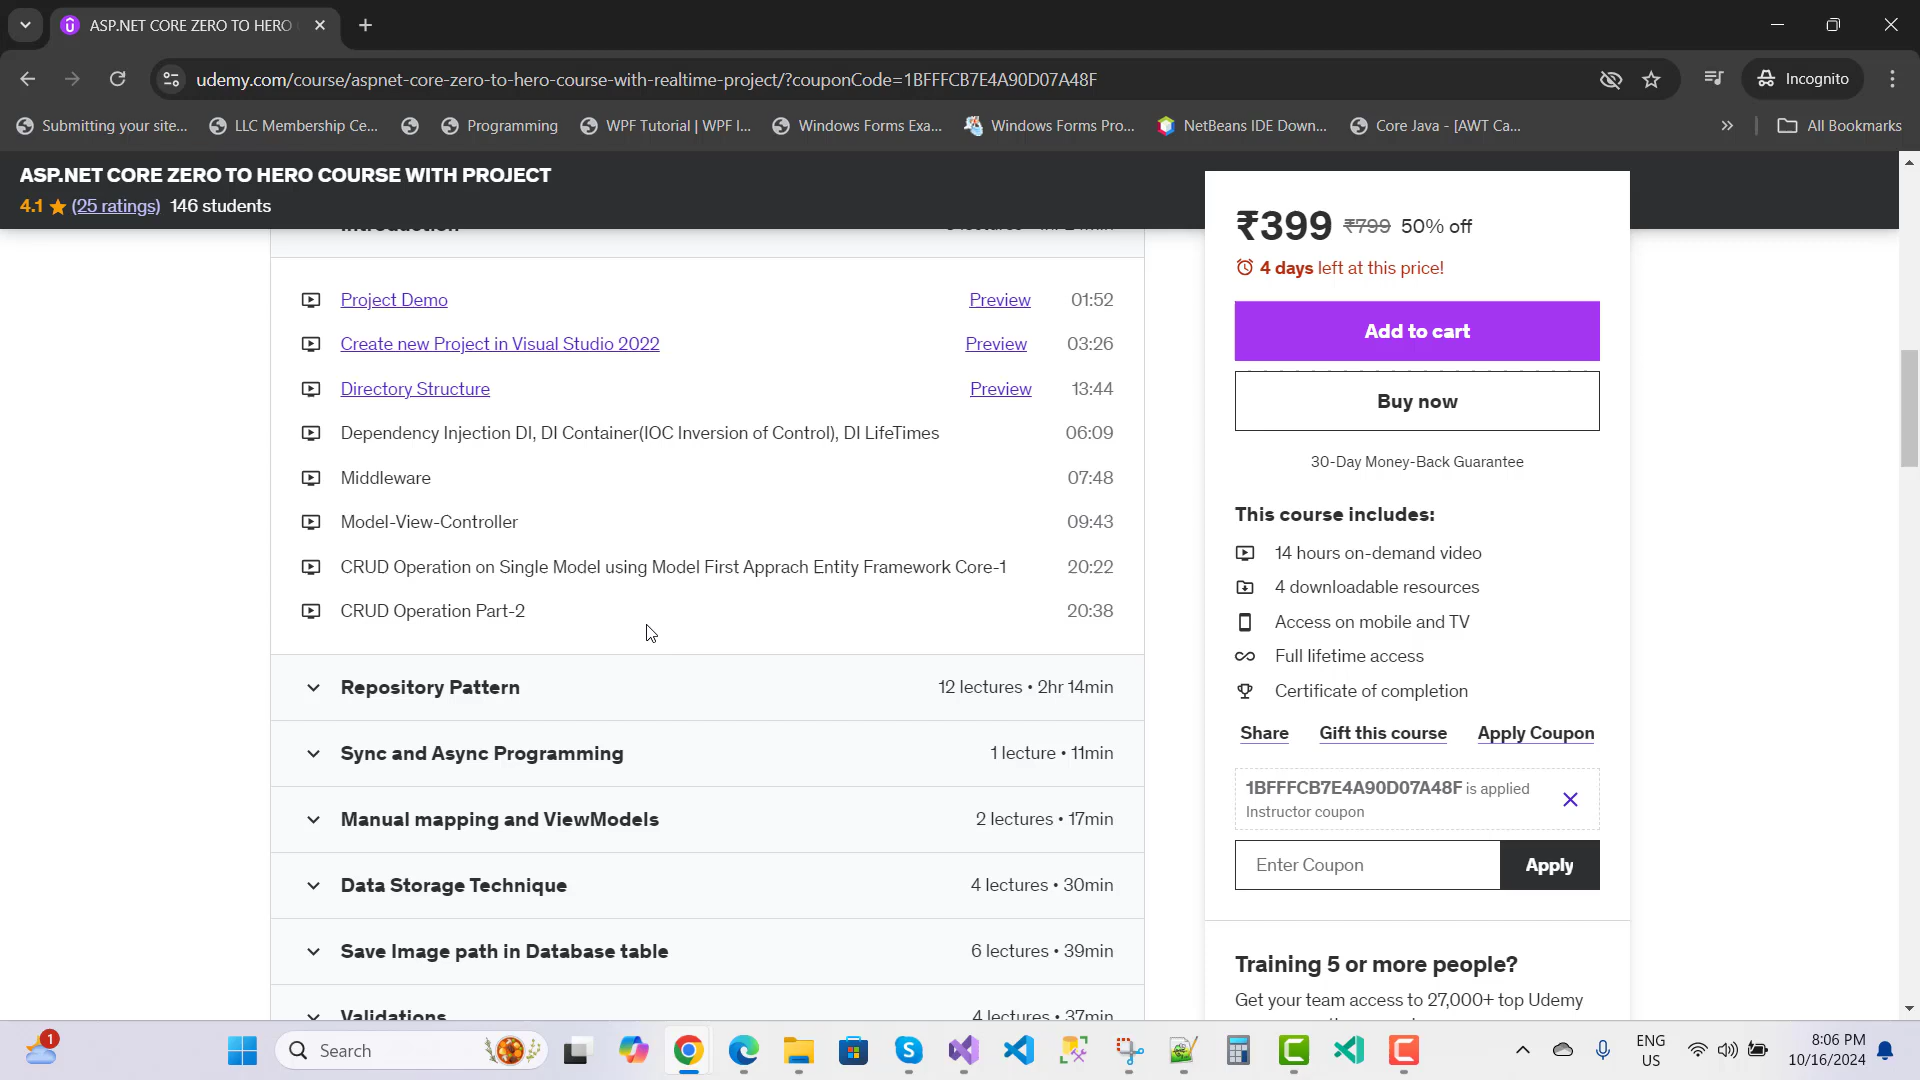 ASP.NET CORE ZERO TO HERO
udemy.com/course/aspnet-core-zero-to-hero-course-with-realtime-project/?couponCode=1BFFFCB7E4A90D07A48F
Incognito
Submitting your site...
LLC Membership Ce...
Programming
WPF Tutorial | WPF I...
Windows Forms Exa...
Windows Forms Pro...
NetBeans IDE Down...
Core Java - [AWT Ca...
All Bookmarks
ASP.NET CORE ZERO TO HERO COURSE WITH PROJECT
4.1 ★ (25 ratings) 146 students
Introduction
Project Demo Preview 01:52
Create new Project in Visual Studio 2022 Preview 03:26
Directory Structure Preview 13:44
Dependency Injection DI, DI Container(IOC Inversion of Control), DI LifeTimes 06:09
Middleware 07:48
Model-View-Controller 09:43
CRUD Operation on Single Model using Model First Apprach Entity Framework Core-1 20:22
CRUD Operation Part-2 20:38
Repository Pattern 12 lectures • 2hr 14min
Sync and Async Programming 1 lecture • 11min
Manual mapping and ViewModels 2 lectures • 17min
Data Storage Technique 4 lectures • 30min
Save Image path in Database table 6 lectures • 39min
Validations 4 lectures • 37min
₹399 ₹799 50% off
4 days left at this price!
Add to cart
Buy now
30-Day Money-Back Guarantee
This course includes:
14 hours on-demand video
4 downloadable resources
Access on mobile and TV
Full lifetime access
Certificate of completion
Share Gift this course Apply Coupon
1BFFFCB7E4A90D07A48F is applied
Instructor coupon
Enter Coupon Apply
Training 5 or more people?
Get your team access to 27,000+ top Udemy
1
Search
ENG
US
8:06 PM
10/16/2024